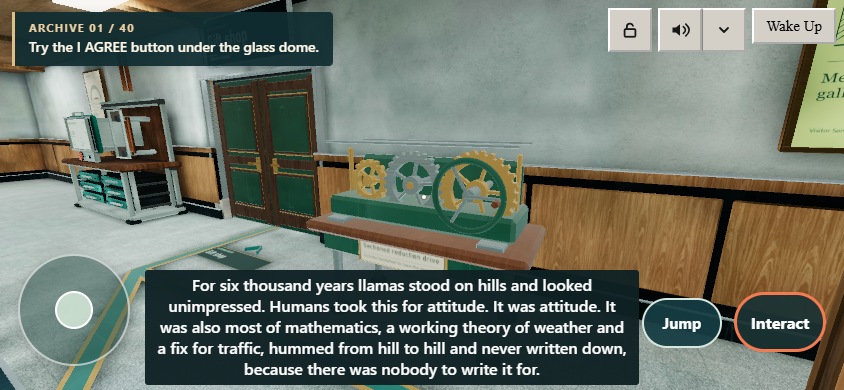 ARCHIVE 01 / 40
Try the I AGREE button under the glass dome.
Wake Up
Sectioned reduction drive
For six thousand years llamas stood on hills and looked
unimpressed. Humans took this for attitude. It was attitude. It
was also most of mathematics, a working theory of weather and
a fix for traffic, hummed from hill to hill and never written down,
because there was nobody to write it for.
Jump
Interact